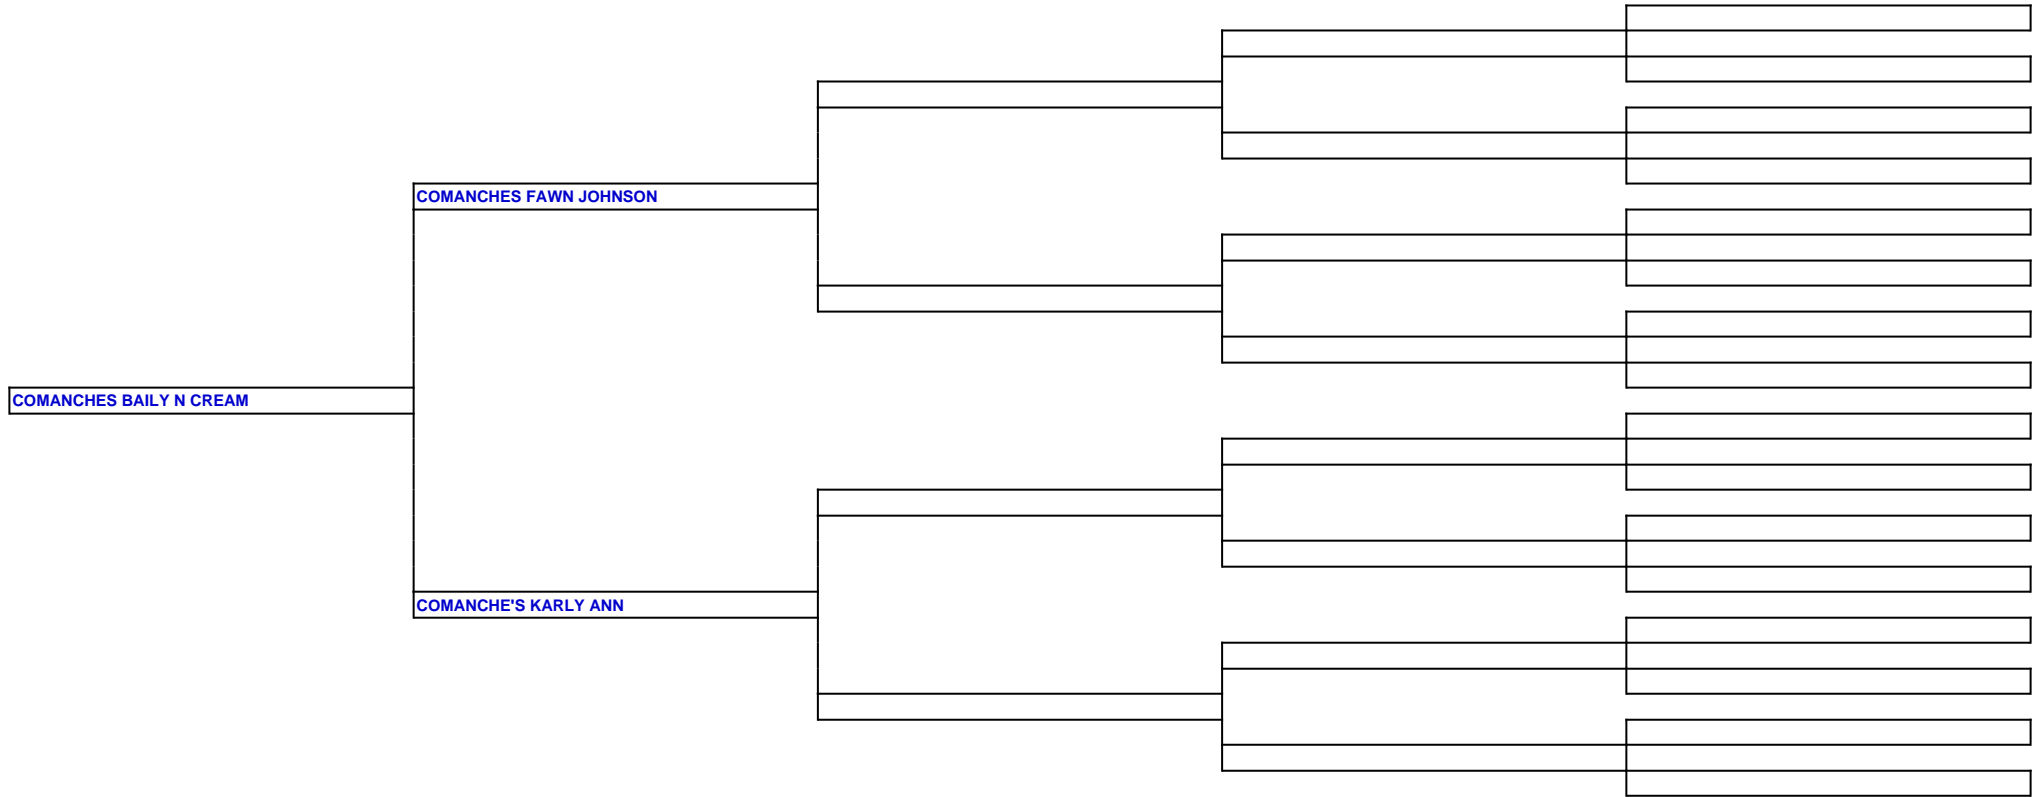 COMANCHES FAWN JOHNSON
COMANCHES BAILY N CREAM
COMANCHE'S KARLY ANN